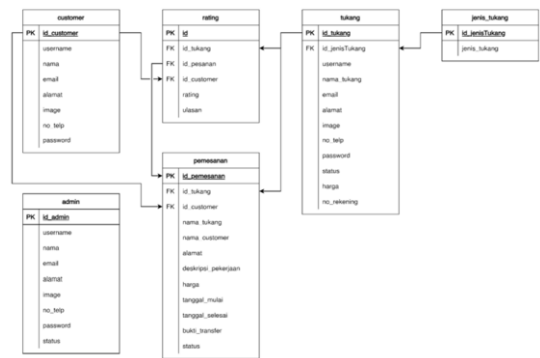 customer
PK id_customer
username
nama
email
alamat
image
no_telp
password
admin
PK id_admin
username
nama
email
alamat
image
no_telp
password
status
rating
PK id
FK id_tukang
FK id_pesanan
FK id_customer
rating
ulasan
pemesanan
PK id_pemesanan
FK id_tukang
FK id_customer
nama_tukang
nama_customer
alamat
deskripsi_pekerjaan
harga
tanggal_mulai
tanggal_selesai
bukti_transfer
status
tukang
PK id_tukang
FK id_jenisTukang
username
nama_tukang
email
alamat
image
no_telp
password
status
harga
no_rekening
jenis_tukang
PK id_jenisTukang
jenis_tukang